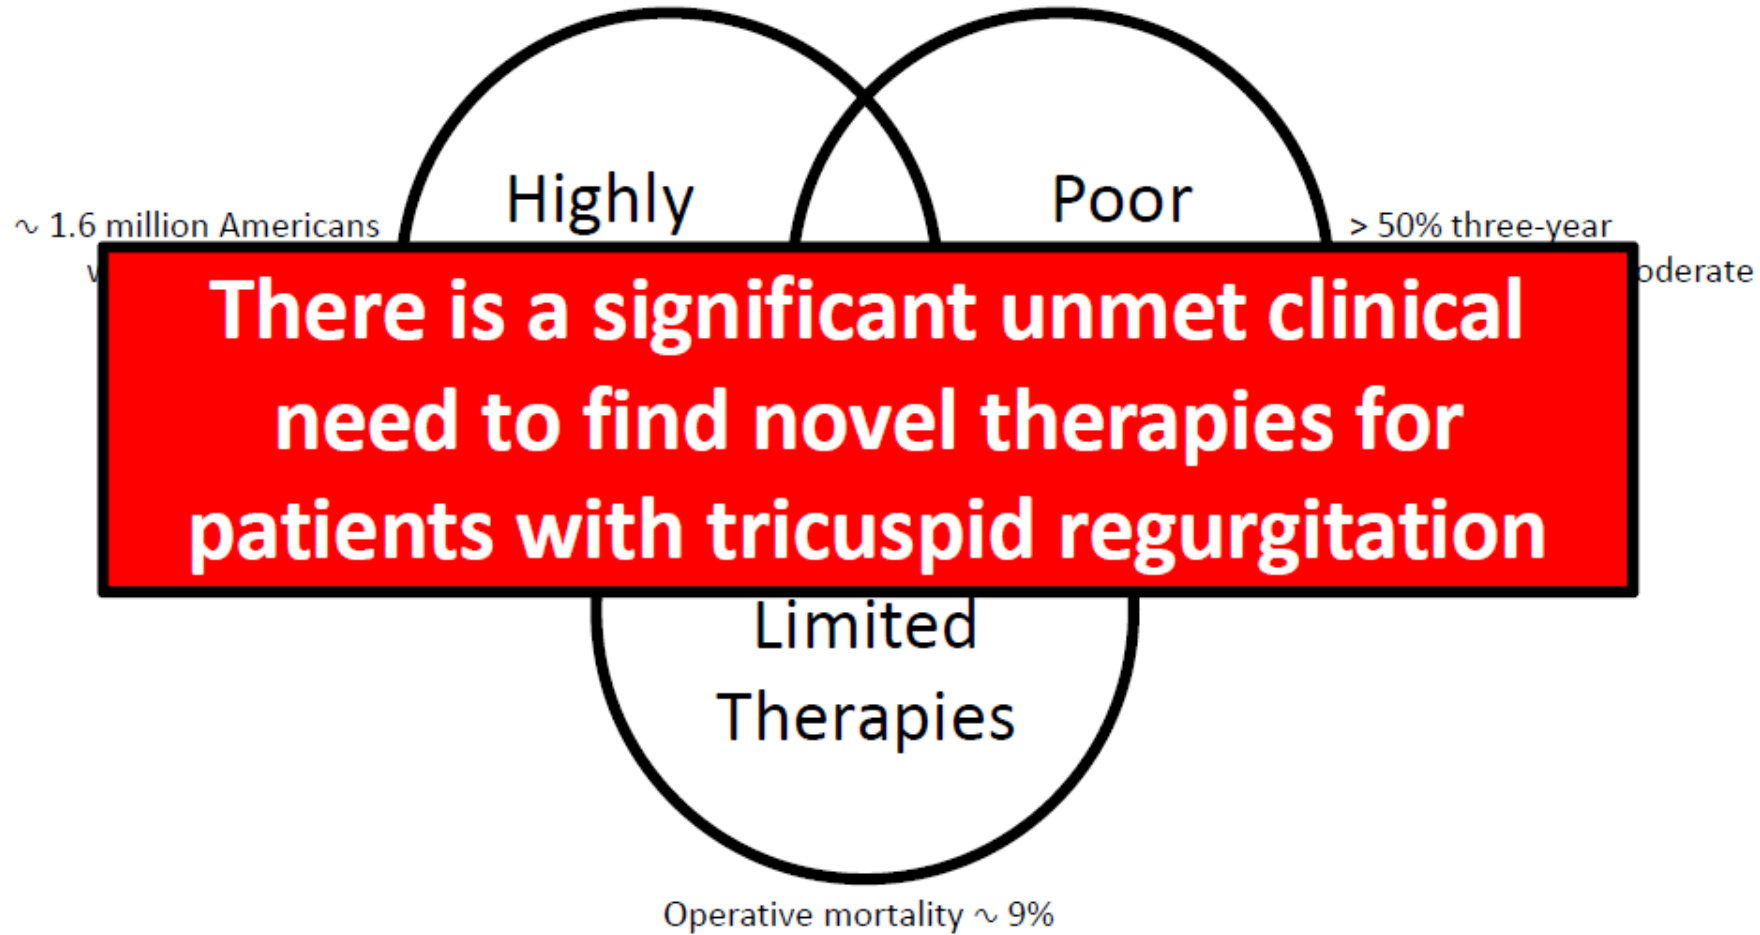 Highly
Poor
~ 1.6 million Americans
> 50% three-year
There is a significant unmet clinical
need to find novel therapies for
patients with tricuspid regurgitation
Limited
Therapies
Operative mortality ~ 9%